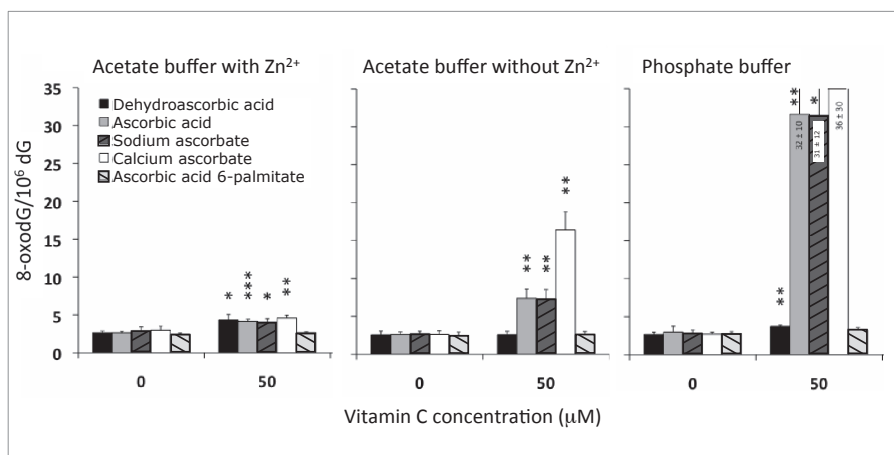 Acetate buffer with Zn²⁺
Acetate buffer without Zn²⁺
Phosphate buffer
8-oxodG/10⁶ dG
35
30
25
20
15
10
5
0
Dehydroascorbic acid
Ascorbic acid
Sodium ascorbate
Calcium ascorbate
Ascorbic acid 6-palmitate
*
***
*
**
**
**
**
**
**
*
32 ± 10
31 ± 12
36 ± 30
0
50
0
50
0
50
Vitamin C concentration (μM)